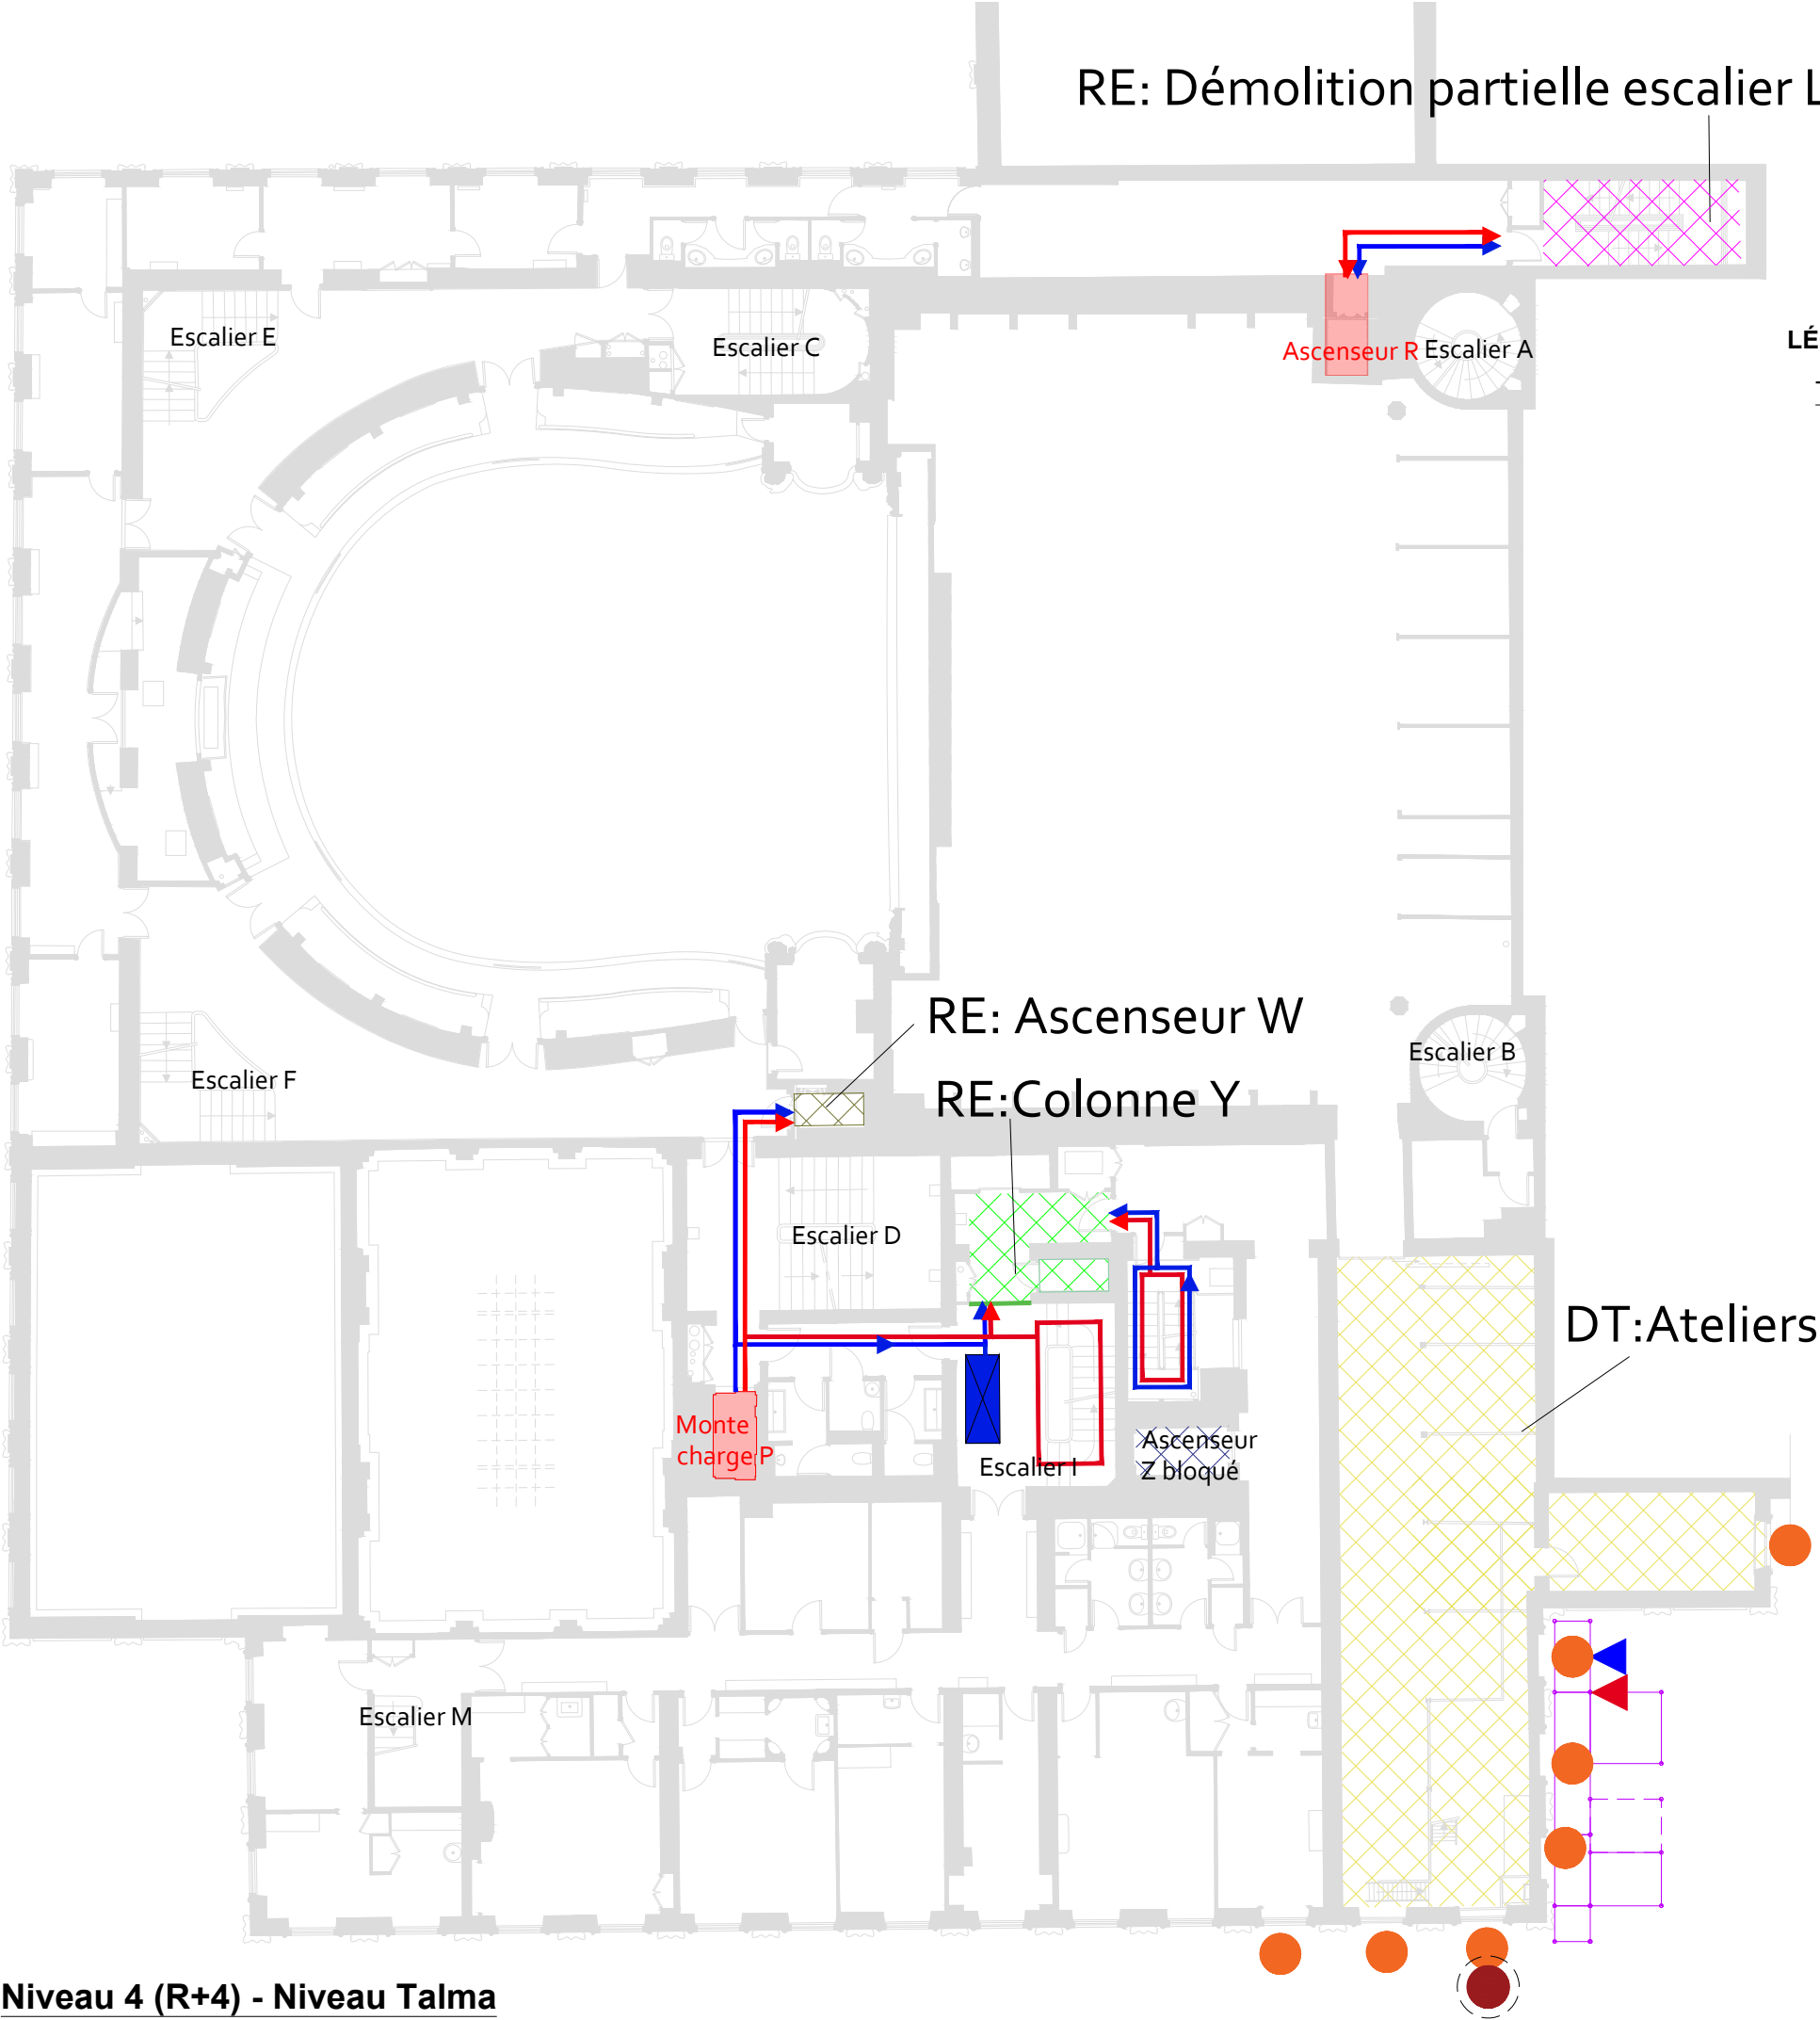 RE: Démolition partielle escalier L
LÉ
Escalier E
Escalier C
Ascenseur R
Escalier A
RE: Ascenseur W
Escalier B
Escalier F
RE:Colonne Y
Escalier D
DT:Ateliers
Monte
charge P
Escalier I
Ascenseur
Z bloqué
Escalier M
Niveau 4 (R+4) - Niveau Talma